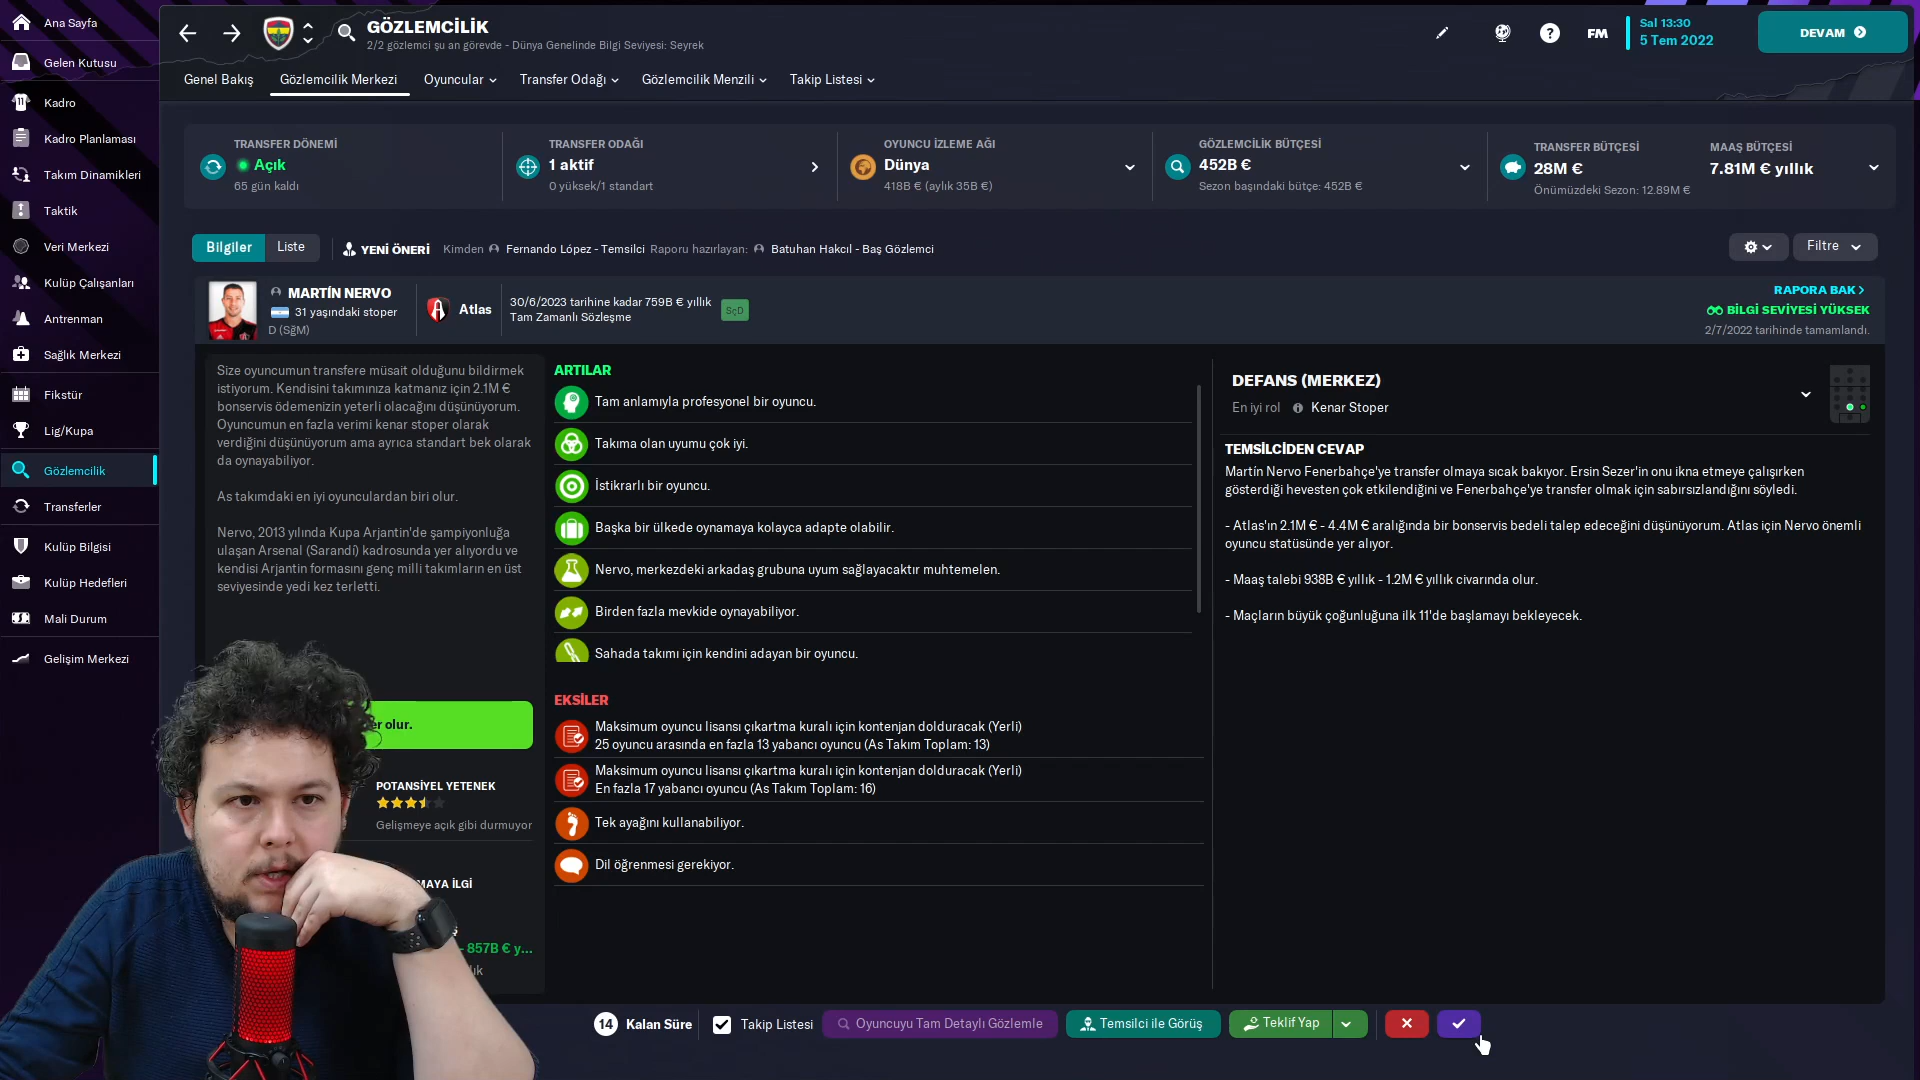 Ana Sayfa
Gelen Kutusu
Kadro
Kadro Planlaması
Takım Dinamikleri
Taktik
Veri Merkezi
Kulüp Çalışanları
Antrenman
Sağlık Merkezi
Fikstür
Lig/Kupa
Gözlemcilik
Transferler
Kulüp Bilgisi
Kulüp Hedefleri
Mali Durum
Gelişim Merkezi
GÖZLEMCİLİK
2/2 gözlemci şu an görevde - Dünya Genelinde Bilgi Seviyesi: Seyrek
FM
Sal 13:30
5 Tem 2022
DEVAM
Genel Bakış
Gözlemcilik Merkezi
Oyuncular
Transfer Odağı
Gözlemcilik Menzili
Takip Listesi
TRANSFER DÖNEMİ
Açık
65 gün kaldı
TRANSFER ODAĞI
1 aktif
0 yüksek/1 standart
OYUNCU İZLEME AĞI
Dünya
418B € (aylık 35B €)
GÖZLEMCİLİK BÜTÇESİ
452B €
Sezon başındaki bütçe: 452B €
TRANSFER BÜTÇESİ
28M €
Önümüzdeki Sezon: 12.89M €
MAAŞ BÜTÇESİ
7.81M € yıllık
Bilgiler
Liste
YENİ ÖNERİ
Kimden
Fernando López - Temsilci
Raporu hazırlayan:
Batuhan Hakcıl - Baş Gözlemci
Filtre
MARTÍN NERVO
31 yaşındaki stoper
D (SğM)
Atlas
30/6/2023 tarihine kadar 759B € yıllık
Tam Zamanlı Sözleşme
SçD
RAPORA BAK
BİLGİ SEVİYESİ YÜKSEK
2/7/2022 tarihinde tamamlandı.
Size oyuncumun transfere müsait olduğunu bildirmek
istiyorum. Kendisini takımınıza katmanız için 2.1M €
bonservis ödemenizin yeterli olacağını düşünüyorum.
Oyuncumun en fazla verimi kenar stoper olarak
verdiğini düşünüyorum ama ayrıca standart bek olarak
da oynayabiliyor.
As takımdaki en iyi oyunculardan biri olur.
Nervo, 2013 yılında Kupa Arjantin'de şampiyonluğa
ulaşan Arsenal (Sarandí) kadrosunda yer alıyordu ve
kendisi Arjantin formasını genç milli takımların en üst
seviyesinde yedi kez terletti.
er olur.
POTANSİYEL YETENEK
Gelişmeye açık gibi durmuyor
MAYA İLGİ
- 857B € y...
ARTILAR
Tam anlamıyla profesyonel bir oyuncu.
Takıma olan uyumu çok iyi.
İstikrarlı bir oyuncu.
Başka bir ülkede oynamaya kolayca adapte olabilir.
Nervo, merkezdeki arkadaş grubuna uyum sağlayacaktır muhtemelen.
Birden fazla mevkide oynayabiliyor.
Sahada takımı için kendini adayan bir oyuncu.
EKSİLER
Maksimum oyuncu lisansı çıkartma kuralı için kontenjan dolduracak (Yerli)
25 oyuncu arasında en fazla 13 yabancı oyuncu (As Takım Toplam: 13)
Maksimum oyuncu lisansı çıkartma kuralı için kontenjan dolduracak (Yerli)
En fazla 17 yabancı oyuncu (As Takım Toplam: 16)
Tek ayağını kullanabiliyor.
Dil öğrenmesi gerekiyor.
DEFANS (MERKEZ)
En iyi rol
Kenar Stoper
TEMSİLCİDEN CEVAP
Martín Nervo Fenerbahçe'ye transfer olmaya sıcak bakıyor. Ersin Sezer'in onu ikna etmeye çalışırken
gösterdiği hevesten çok etkilendiğini ve Fenerbahçe'ye transfer olmak için sabırsızlandığını söyledi.
- Atlas'ın 2.1M € - 4.4M € aralığında bir bonservis bedeli talep edeceğini düşünüyorum. Atlas için Nervo önemli
oyuncu statüsünde yer alıyor.
- Maaş talebi 938B € yıllık - 1.2M € yıllık civarında olur.
- Maçların büyük çoğunluğuna ilk 11'de başlamayı bekleyecek.
14
Kalan Süre
Takip Listesi
Oyuncuyu Tam Detaylı Gözlemle
Temsilci ile Görüş
Teklif Yap